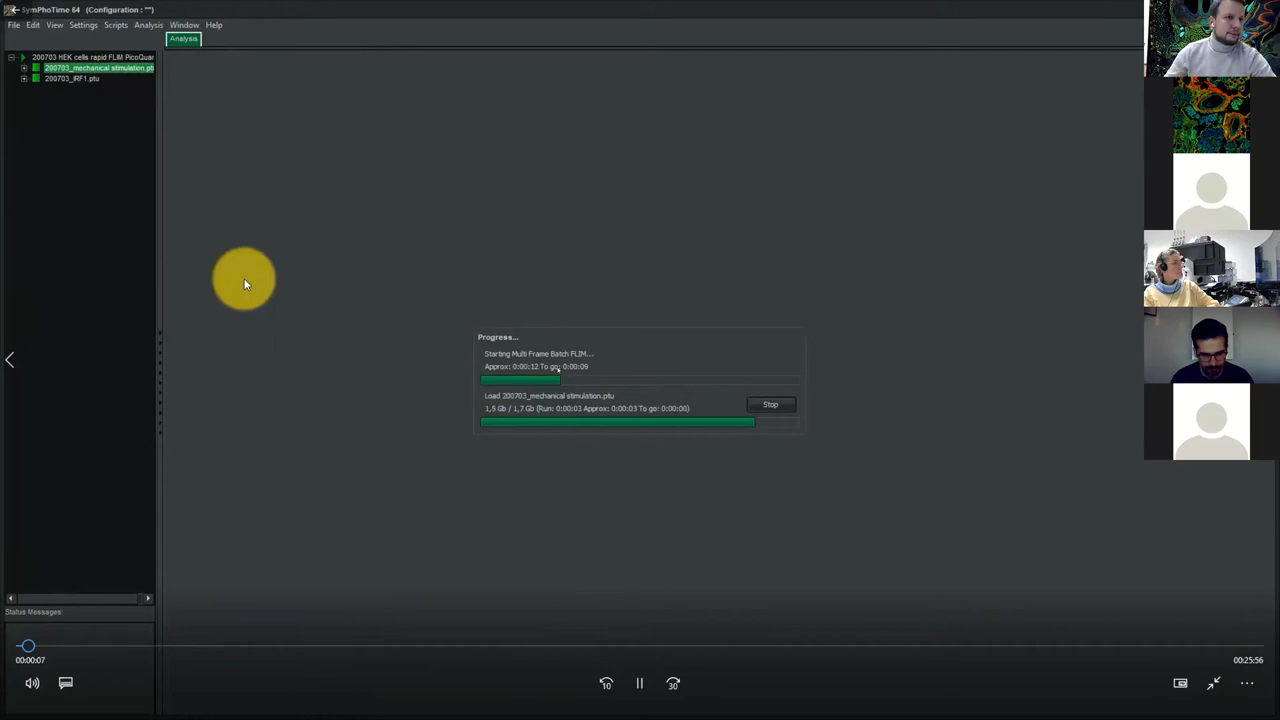 SymPhoTime 64 (Configuration : "")
File Edit View Settings Scripts Analysis Window Help
Analysis
200703 HEK cells rapid FLIM PicoQuan
200703_mechanical stimulation.pt
200703_IRF1.ptu
Progress...
Starting Multi Frame Batch FLIM...
Approx: 0:00:12 To go: 0:00:09
Load 200703_mechanical stimulation.ptu
1,5 Gb / 1,7 Gb (Run: 0:00:03 Approx: 0:00:03 To go: 0:00:00)
Stop
Status Messages:
00:00:07
00:25:56
10
30